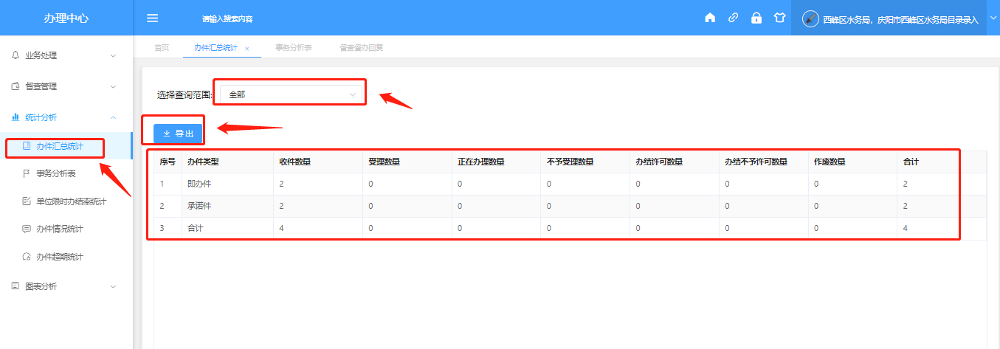 办理中心
请输入搜索内容
西峰区水务局，庆阳市西峰区水务局目录录入
业务处理
督查管理
统计分析
办件汇总统计
事务分析表
单位限时办结率统计
办件情况统计
办件超期统计
图表分析
首页 办件汇总统计 × 事务分析表 督查督办回复
选择查询范围: 全部
导出
序号 办件类型 收件数量 受理数量 正在办理数量 不予受理数量 办结许可数量 办结不予许可数量 作废数量 合计
1 即办件 2 0 0 0 0 0 0 2
2 承诺件 2 0 0 0 0 0 0 2
3 合计 4 0 0 0 0 0 0 4